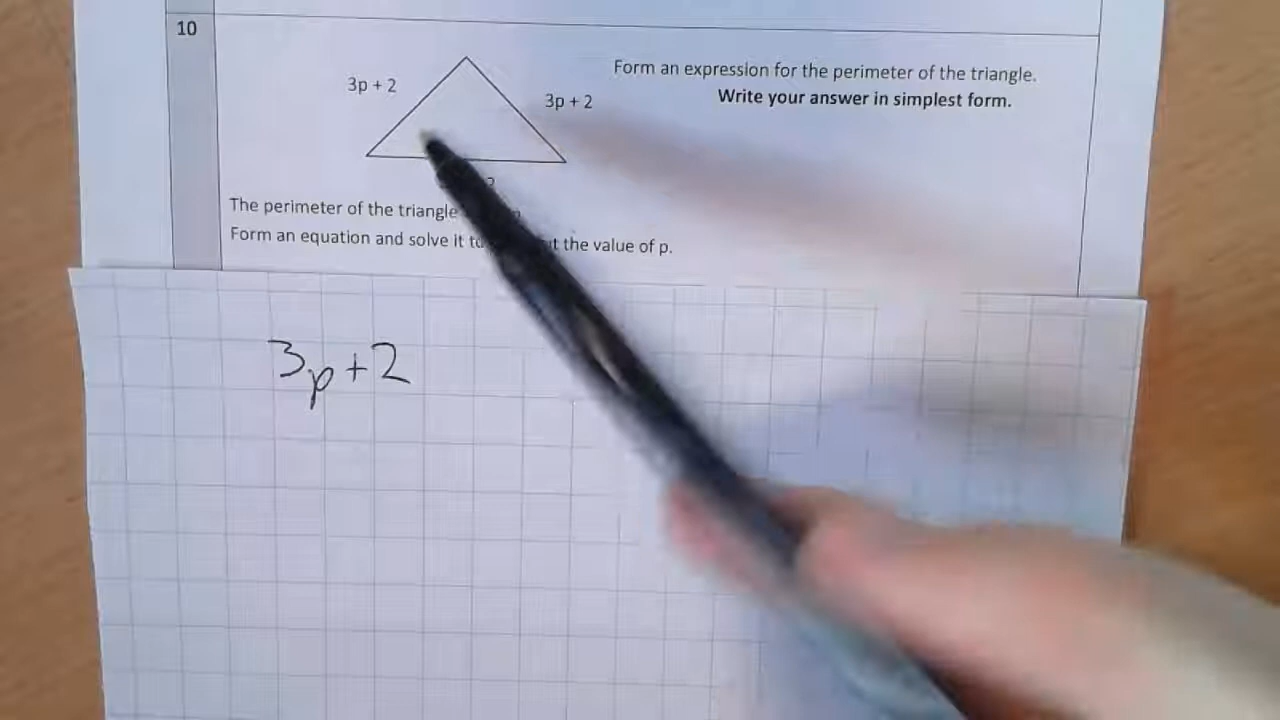 10
3p + 2
3p + 2
Form an expression for the perimeter of the triangle.
Write your answer in simplest form.
The perimeter of the triangle
Form an equation and solve it the value of p.
3p+2